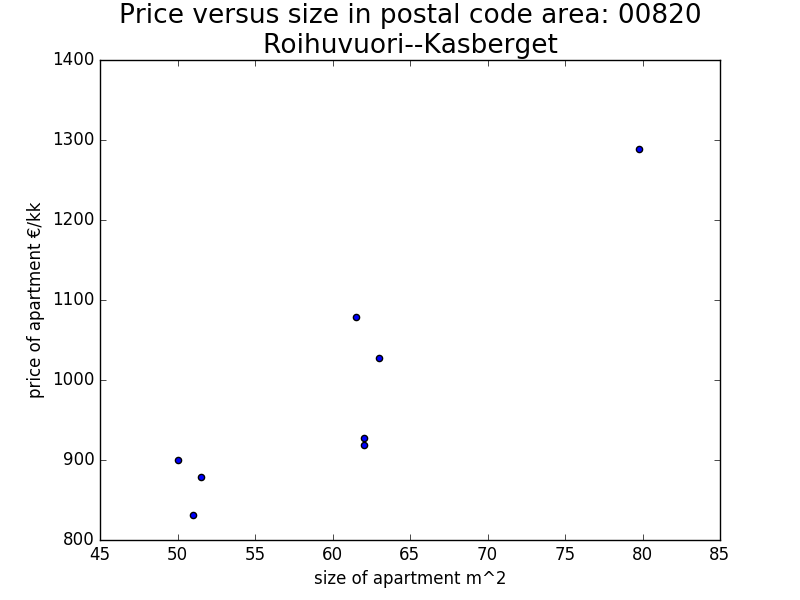 Price versus size in postal code area: 00820
Roihuvuori--Kasberget
1400
1300
1200
1100
1000
900
800
price of apartment €/kk
45 50 55 60 65 70 75 80 85
size of apartment m^2